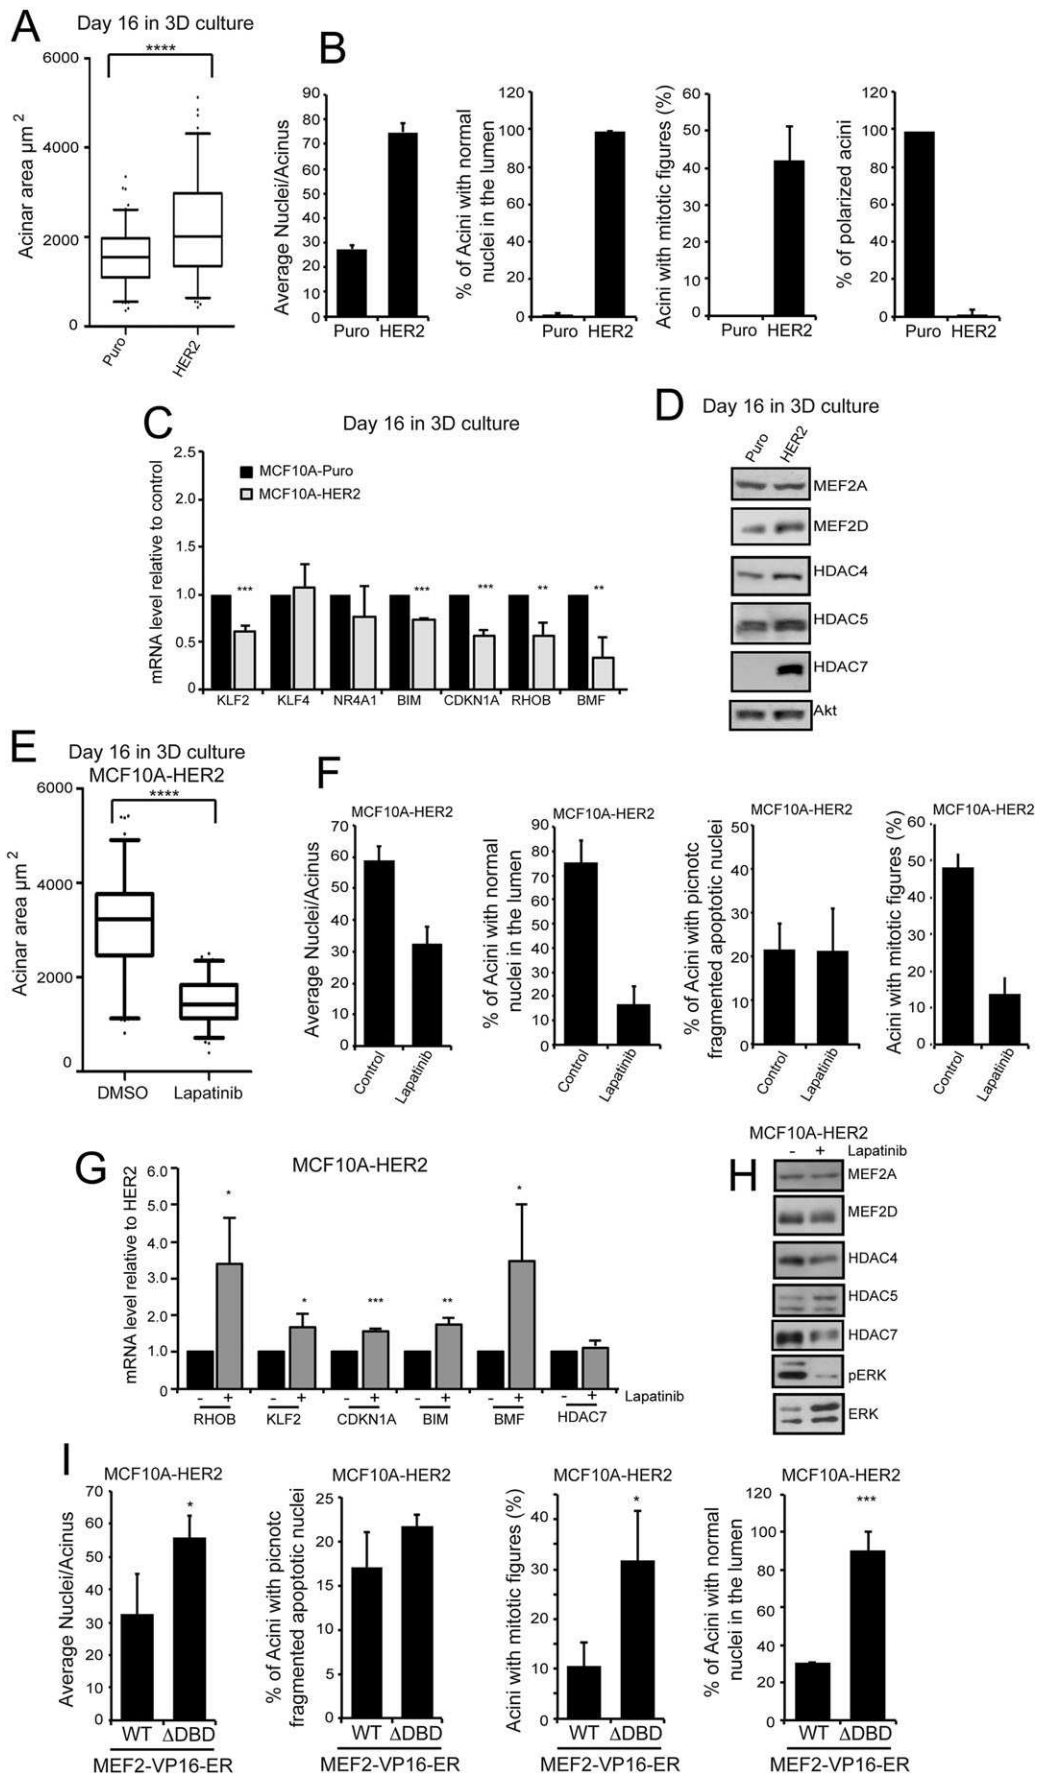 A
Day 16 in 3D culture
****
Acinar area µm 2
6000
4000
2000
0
Puro
HER2
B
Average Nuclei/Acinus
90
80
70
60
50
40
30
20
10
0
Puro HER2
% of Acini with normal
nuclei in the lumen
120
100
80
60
40
20
0
Puro HER2
Acini with mitotic figures (%)
60
50
40
30
20
10
0
Puro HER2
% of polarized acini
120
100
80
60
40
20
0
Puro HER2
C
Day 16 in 3D culture
mRNA level relative to control
2.5
2.0
1.5
1.0
0.5
0
MCF10A-Puro
MCF10A-HER2
*** *** *** ** **
KLF2 KLF4 NR4A1 BIM CDKN1A RHOB BMF
D
Day 16 in 3D culture
Puro HER2
MEF2A
MEF2D
HDAC4
HDAC5
HDAC7
Akt
E
Day 16 in 3D culture
MCF10A-HER2
****
Acinar area µm 2
6000
4000
2000
0
DMSO Lapatinib
F
MCF10A-HER2
Average Nuclei/Acinus
70
60
50
40
30
20
10
0
Control Lapatinib
MCF10A-HER2
% of Acini with normal
nuclei in the lumen
90
80
70
60
50
40
30
20
10
0
Control Lapatinib
MCF10A-HER2
% of Acini with picnotc
fragmented apoptotic nuclei
50
40
30
20
10
0
Control Lapatinib
MCF10A-HER2
Acini with mitotic figures (%)
60
50
40
30
20
10
0
Control Lapatinib
G
MCF10A-HER2
mRNA level relative to HER2
6.0
5.0
4.0
3.0
2.0
1.0
0
* * *** ** *
- + - + - + - + - + - + Lapatinib
RHOB KLF2 CDKN1A BIM BMF HDAC7
H
MCF10A-HER2
- + Lapatinib
MEF2A
MEF2D
HDAC4
HDAC5
HDAC7
pERK
ERK
I
MCF10A-HER2
Average Nuclei/Acinus
70
60
50
40
30
20
10
0
*
WT ΔDBD
MEF2-VP16-ER
MCF10A-HER2
% of Acini with picnotc
fragmented apoptotic nuclei
25
20
15
10
5
0
WT ΔDBD
MEF2-VP16-ER
MCF10A-HER2
Acini with mitotic figures (%)
40
30
20
10
0
*
WT ΔDBD
MEF2-VP16-ER
MCF10A-HER2
% of Acini with normal
nuclei in the lumen
120
100
80
60
40
20
0
***
WT ΔDBD
MEF2-VP16-ER